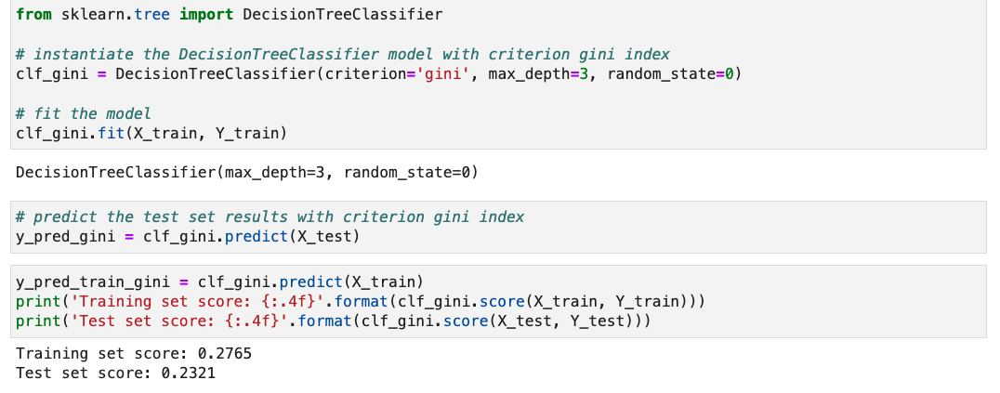 from sklearn.tree import DecisionTreeClassifier
# instantiate the DecisionTreeClassifier model with criterion gini index
clf_gini = DecisionTreeClassifier(criterion='gini', max_depth=3, random_state=0)
# fit the model
clf_gini.fit(X_train, Y_train)
DecisionTreeClassifier(max_depth=3, random_state=0)
# predict the test set results with criterion gini index
y_pred_gini = clf_gini.predict(X_test)
y_pred_train_gini = clf_gini.predict(X_train)
print('Training set score: {:.4f}'.format(clf_gini.score(X_train, Y_train)))
print('Test set score: {:.4f}'.format(clf_gini.score(X_test, Y_test)))
Training set score: 0.2765
Test set score: 0.2321